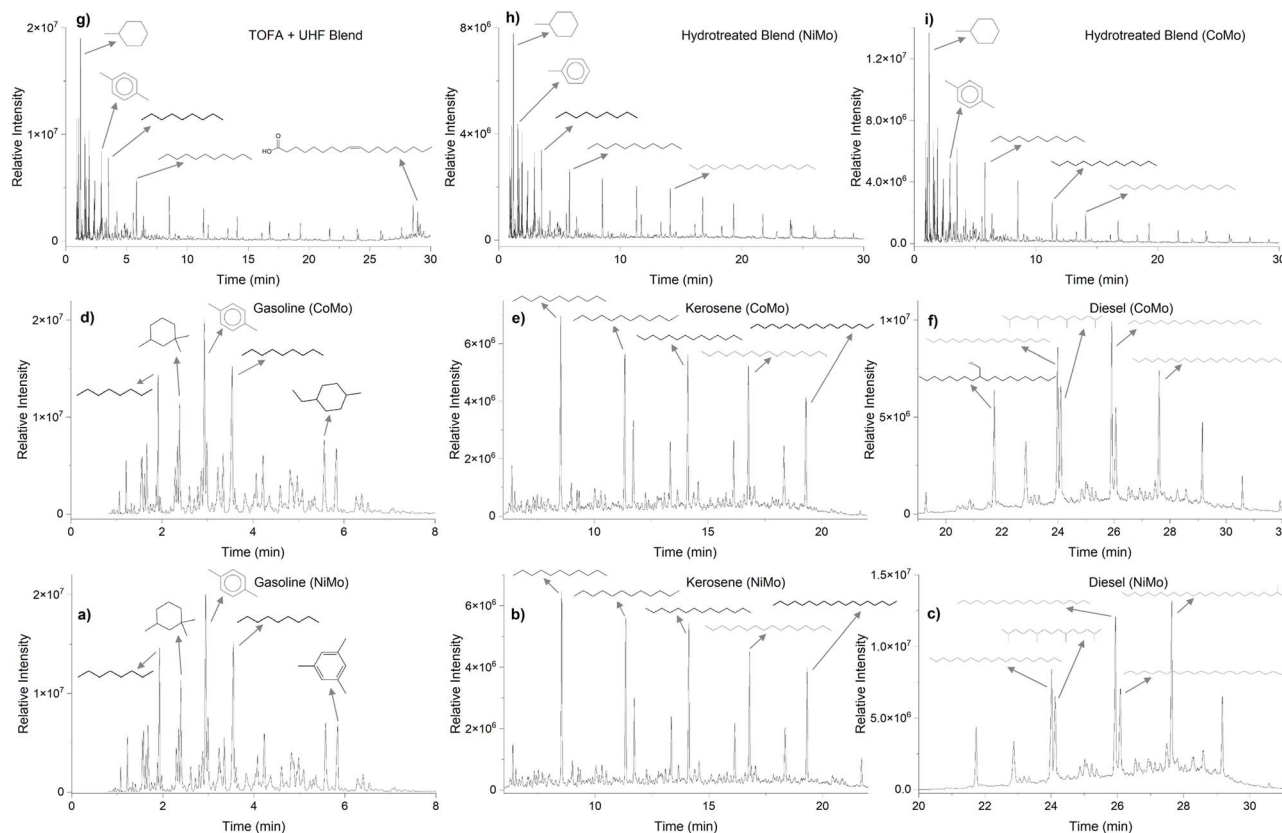 g)
TOFA + UHF Blend
2×10⁷
1×10⁷
0
Relative Intensity
O
HO
0 5 10 15 20 25 30
Time (min)
h)
Hydrotreated Blend (NiMo)
8×10⁶
4×10⁶
0
Relative Intensity
0 10 20 30
Time (min)
i)
Hydrotreated Blend (CoMo)
1.2×10⁷
8.0×10⁶
4.0×10⁶
0.0
Relative Intensity
0 10 20 30
Time (min)
d)
Gasoline (CoMo)
2×10⁷
1×10⁷
0
Relative Intensity
0 2 4 6 8
Time (min)
e)
Kerosene (CoMo)
8×10⁶
6×10⁶
4×10⁶
2×10⁶
0
Relative Intensity
10 15 20
Time (min)
f)
Diesel (CoMo)
1×10⁷
5×10⁶
0
Relative Intensity
20 22 24 26 28 30 32
Time (min)
a)
Gasoline (NiMo)
2×10⁷
1×10⁷
0
Relative Intensity
0 2 4 6 8
Time (min)
b)
Kerosene (NiMo)
8×10⁶
6×10⁶
4×10⁶
2×10⁶
0
Relative Intensity
10 15 20
Time (min)
c)
Diesel (NiMo)
1.5×10⁷
1.0×10⁷
5.0×10⁶
0.0
Relative Intensity
20 22 24 26 28 30
Time (min)